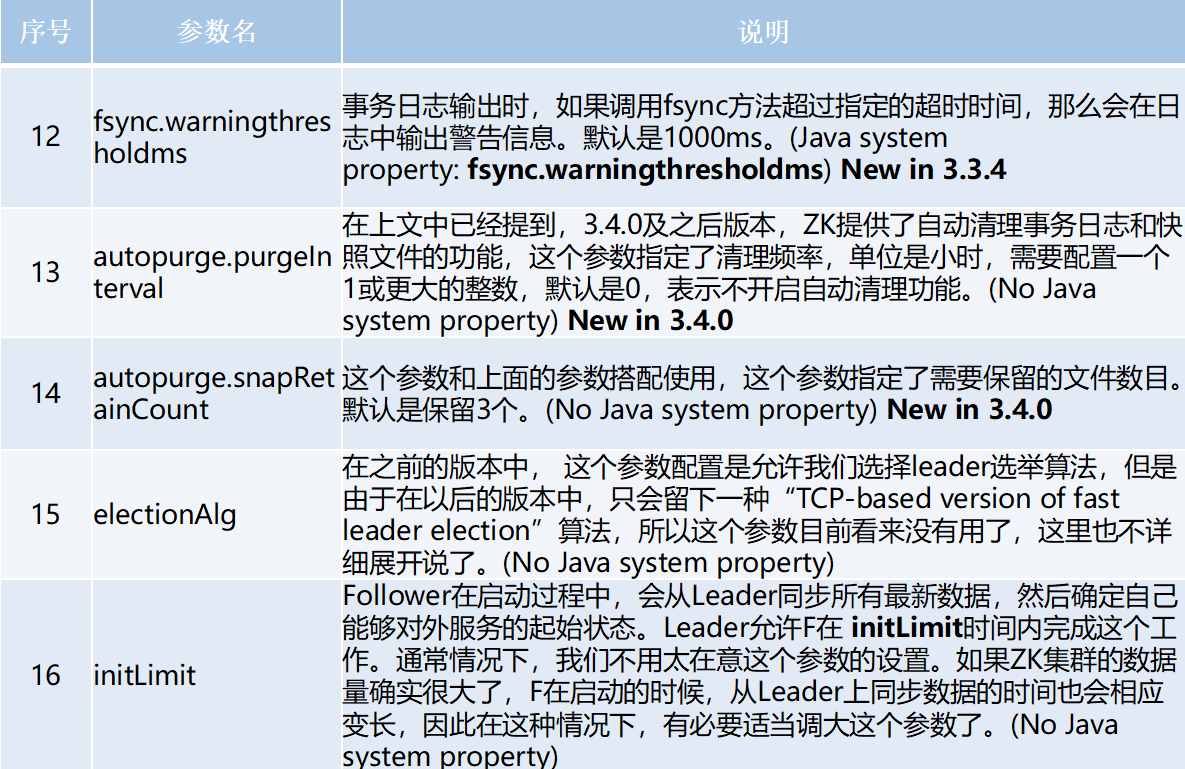 序号 参数名 说明
12
fsync.warningthres
holdms
事务日志输出时，如果调用fsync方法超过指定的超时时间，那么会在日
志中输出警告信息。默认是1000ms。(Java system
property: fsync.warningthresholdms) New in 3.3.4
13
autopurge.purgeIn
terval
在上文中已经提到，3.4.0及之后版本，ZK提供了自动清理事务日志和快
照文件的功能，这个参数指定了清理频率，单位是小时，需要配置一个
1或更大的整数，默认是0，表示不开启自动清理功能。(No Java
system property) New in 3.4.0
14
autopurge.snapRet
ainCount
这个参数和上面的参数搭配使用，这个参数指定了需要保留的文件数目。
默认是保留3个。(No Java system property) New in 3.4.0
15
electionAlg
在之前的版本中， 这个参数配置是允许我们选择leader选举算法，但是
由于在以后的版本中，只会留下一种“TCP-based version of fast
leader election”算法，所以这个参数目前看来没有用了，这里也不详
细展开说了。(No Java system property)
16
initLimit
Follower在启动过程中，会从Leader同步所有最新数据，然后确定自己
能够对外服务的起始状态。Leader允许F在 initLimit时间内完成这个工
作。通常情况下，我们不用太在意这个参数的设置。如果ZK集群的数据
量确实很大了，F在启动的时候，从Leader上同步数据的时间也会相应
变长，因此在这种情况下，有必要适当调大这个参数了。(No Java
system property)